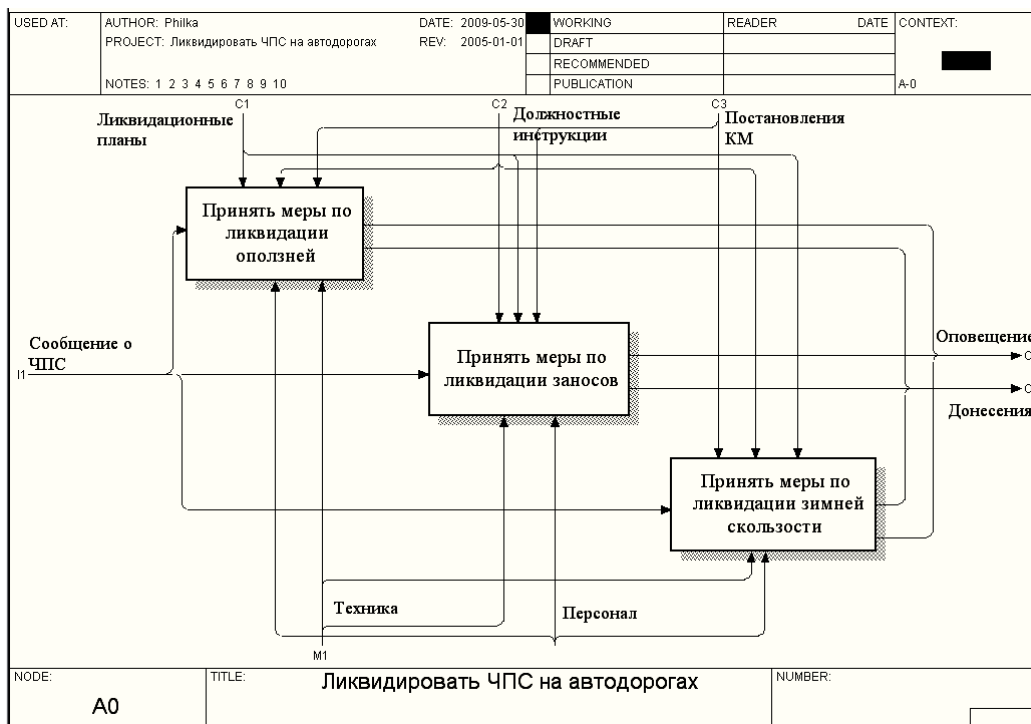 USED AT:
AUTHOR: Philka
DATE: 2009-05-30
WORKING
READER
DATE
CONTEXT:
PROJECT: Ликвидировать ЧПС на автодорогах
REV: 2005-01-01
DRAFT
RECOMMENDED
NOTES: 1 2 3 4 5 6 7 8 9 10
PUBLICATION
A-0
C1
C2
C3
Ликвидационные
планы
Должностные
инструкции
Постановления
КМ
Принять меры по
ликвидации
оползней
Сообщение о
ЧПС
I1
Принять меры по
ликвидации заносов
Оповещение
Донесения
Принять меры по
ликвидации зимней
скользости
Техника
Персонал
M1
NODE:
A0
TITLE:
Ликвидировать ЧПС на автодорогах
NUMBER: